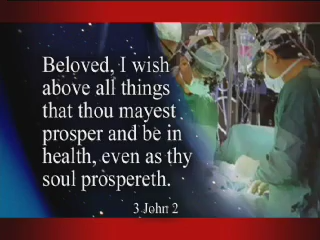 Beloved, I wish
above all things
that thou mayest
prosper and be in
health, even as thy
soul prospereth.
3 John 2